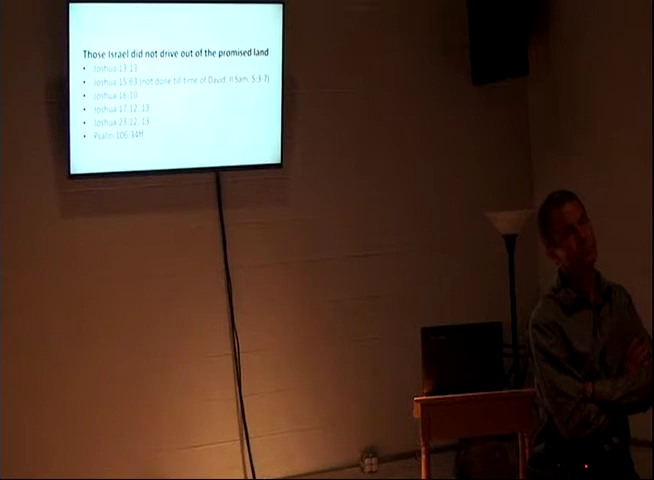 Those Israel did not drive out of the promised land
• Joshua 13:13
• Joshua 15:63 (not done till time of David, II Sam. 5:3-7)
• Joshua 16:10
• Joshua 17:12, 13
• Joshua 23:12, 13
• Psalm 106:34ff